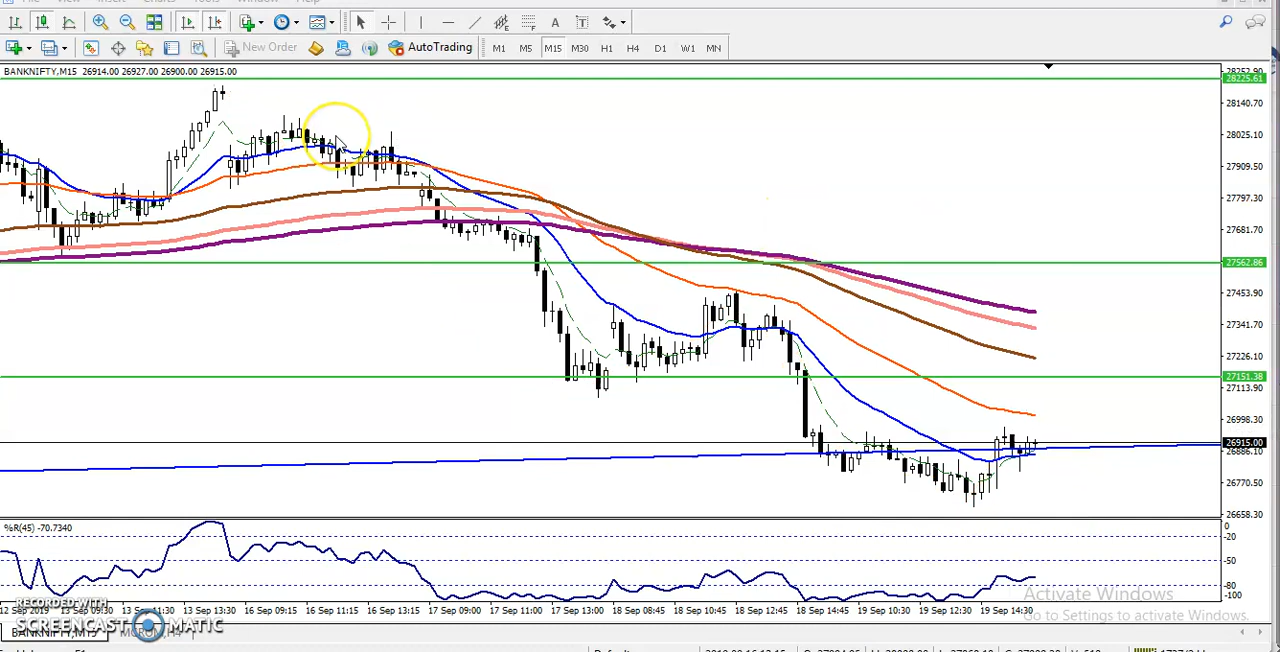 New Order
AutoTrading
M1 M5 M15 M30 H1 H4 D1 W1 MN
BANKNIFTY,M15 26914.00 26927.00 26900.00 26915.00
28252.90
28225.61
28140.70
28025.10
27909.50
27797.30
27681.70
27562.86
27453.90
27341.70
27226.10
27151.38
27113.90
26998.30
26915.00
26886.10
26770.50
26658.30
%R(45) -70.7340
0
-20
-50
-80
-100
12 Sep 2019 13 Sep 09:30 13 Sep 11:30 13 Sep 13:30 16 Sep 09:15 16 Sep 11:15 16 Sep 13:15 17 Sep 09:00 17 Sep 11:00 17 Sep 13:00 18 Sep 08:45 18 Sep 10:45 18 Sep 12:45 18 Sep 14:45 19 Sep 10:30 19 Sep 12:30 19 Sep 14:30
Activate Windows
Go to Settings to activate Windows.
RECORDED WITH
SCREENCAST MATIC
BANKNIFTY,M15